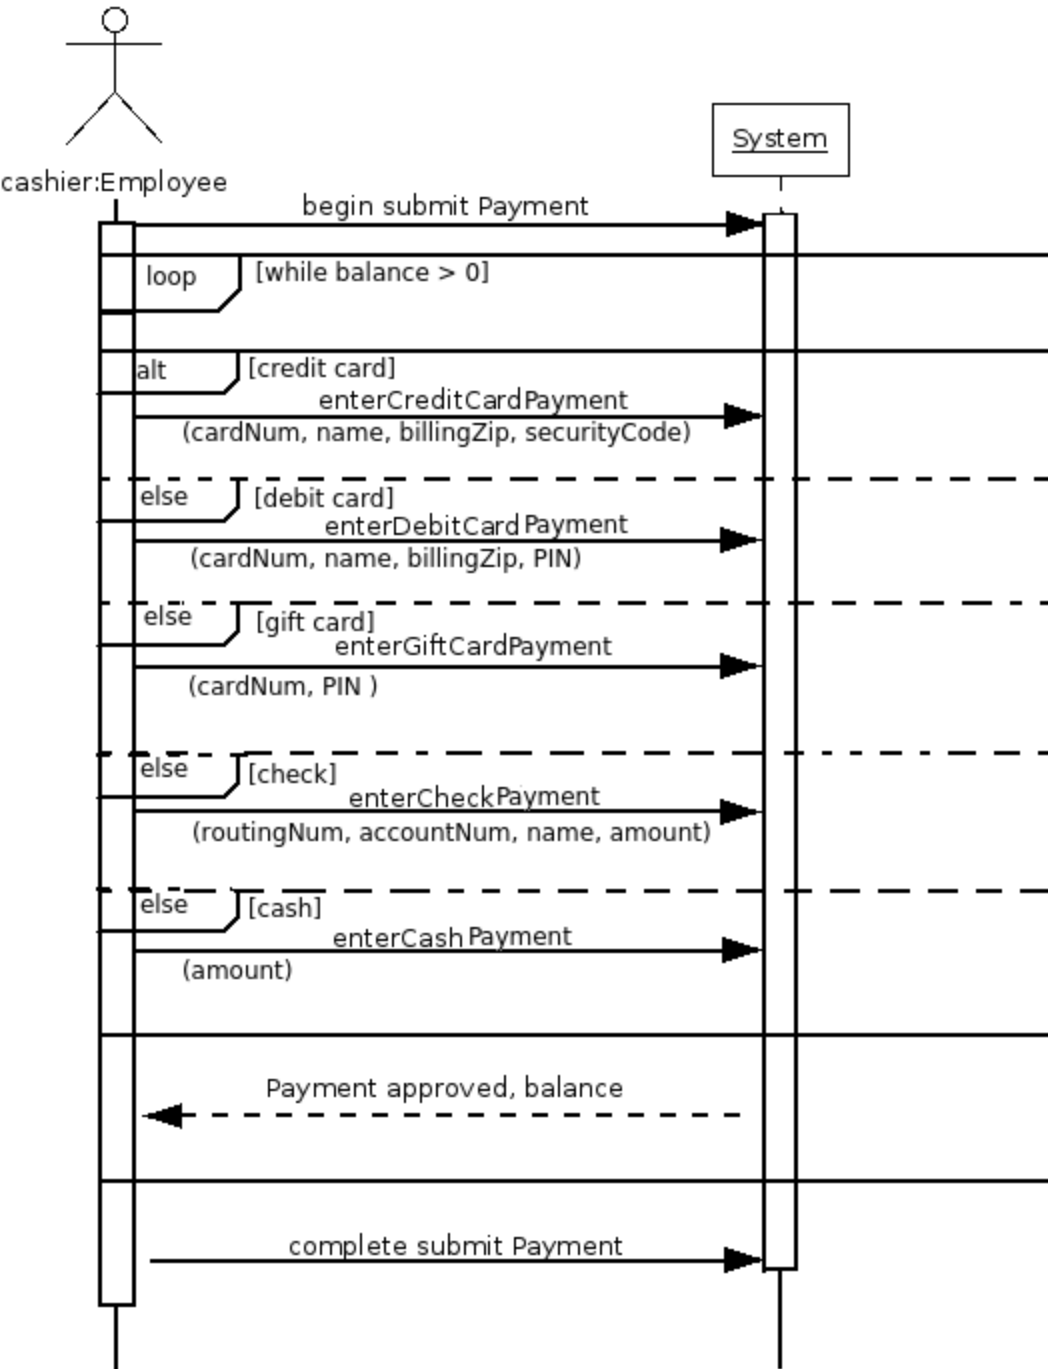 System
cashier:Employee
begin submit Payment
loop [while balance > 0]
alt [credit card]
enterCreditCardPayment
(cardNum, name, billingZip, securityCode)
else [debit card]
enterDebitCard Payment
(cardNum, name, billingZip, PIN)
else [gift card]
enterGiftCardPayment
(cardNum, PIN )
else [check]
enterCheckPayment
(routingNum, accountNum, name, amount)
else [cash]
enterCash Payment
(amount)
Payment approved, balance
complete submit Payment